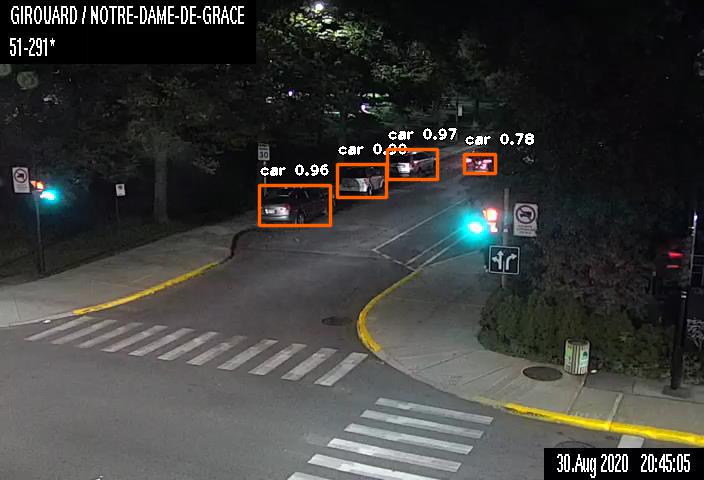 GIROUARD / NOTRE-DAME-DE-GRACE
51-291*
car 0.97
car 0.78
car
car 0.96
30
30.Aug 2020 20:45:05